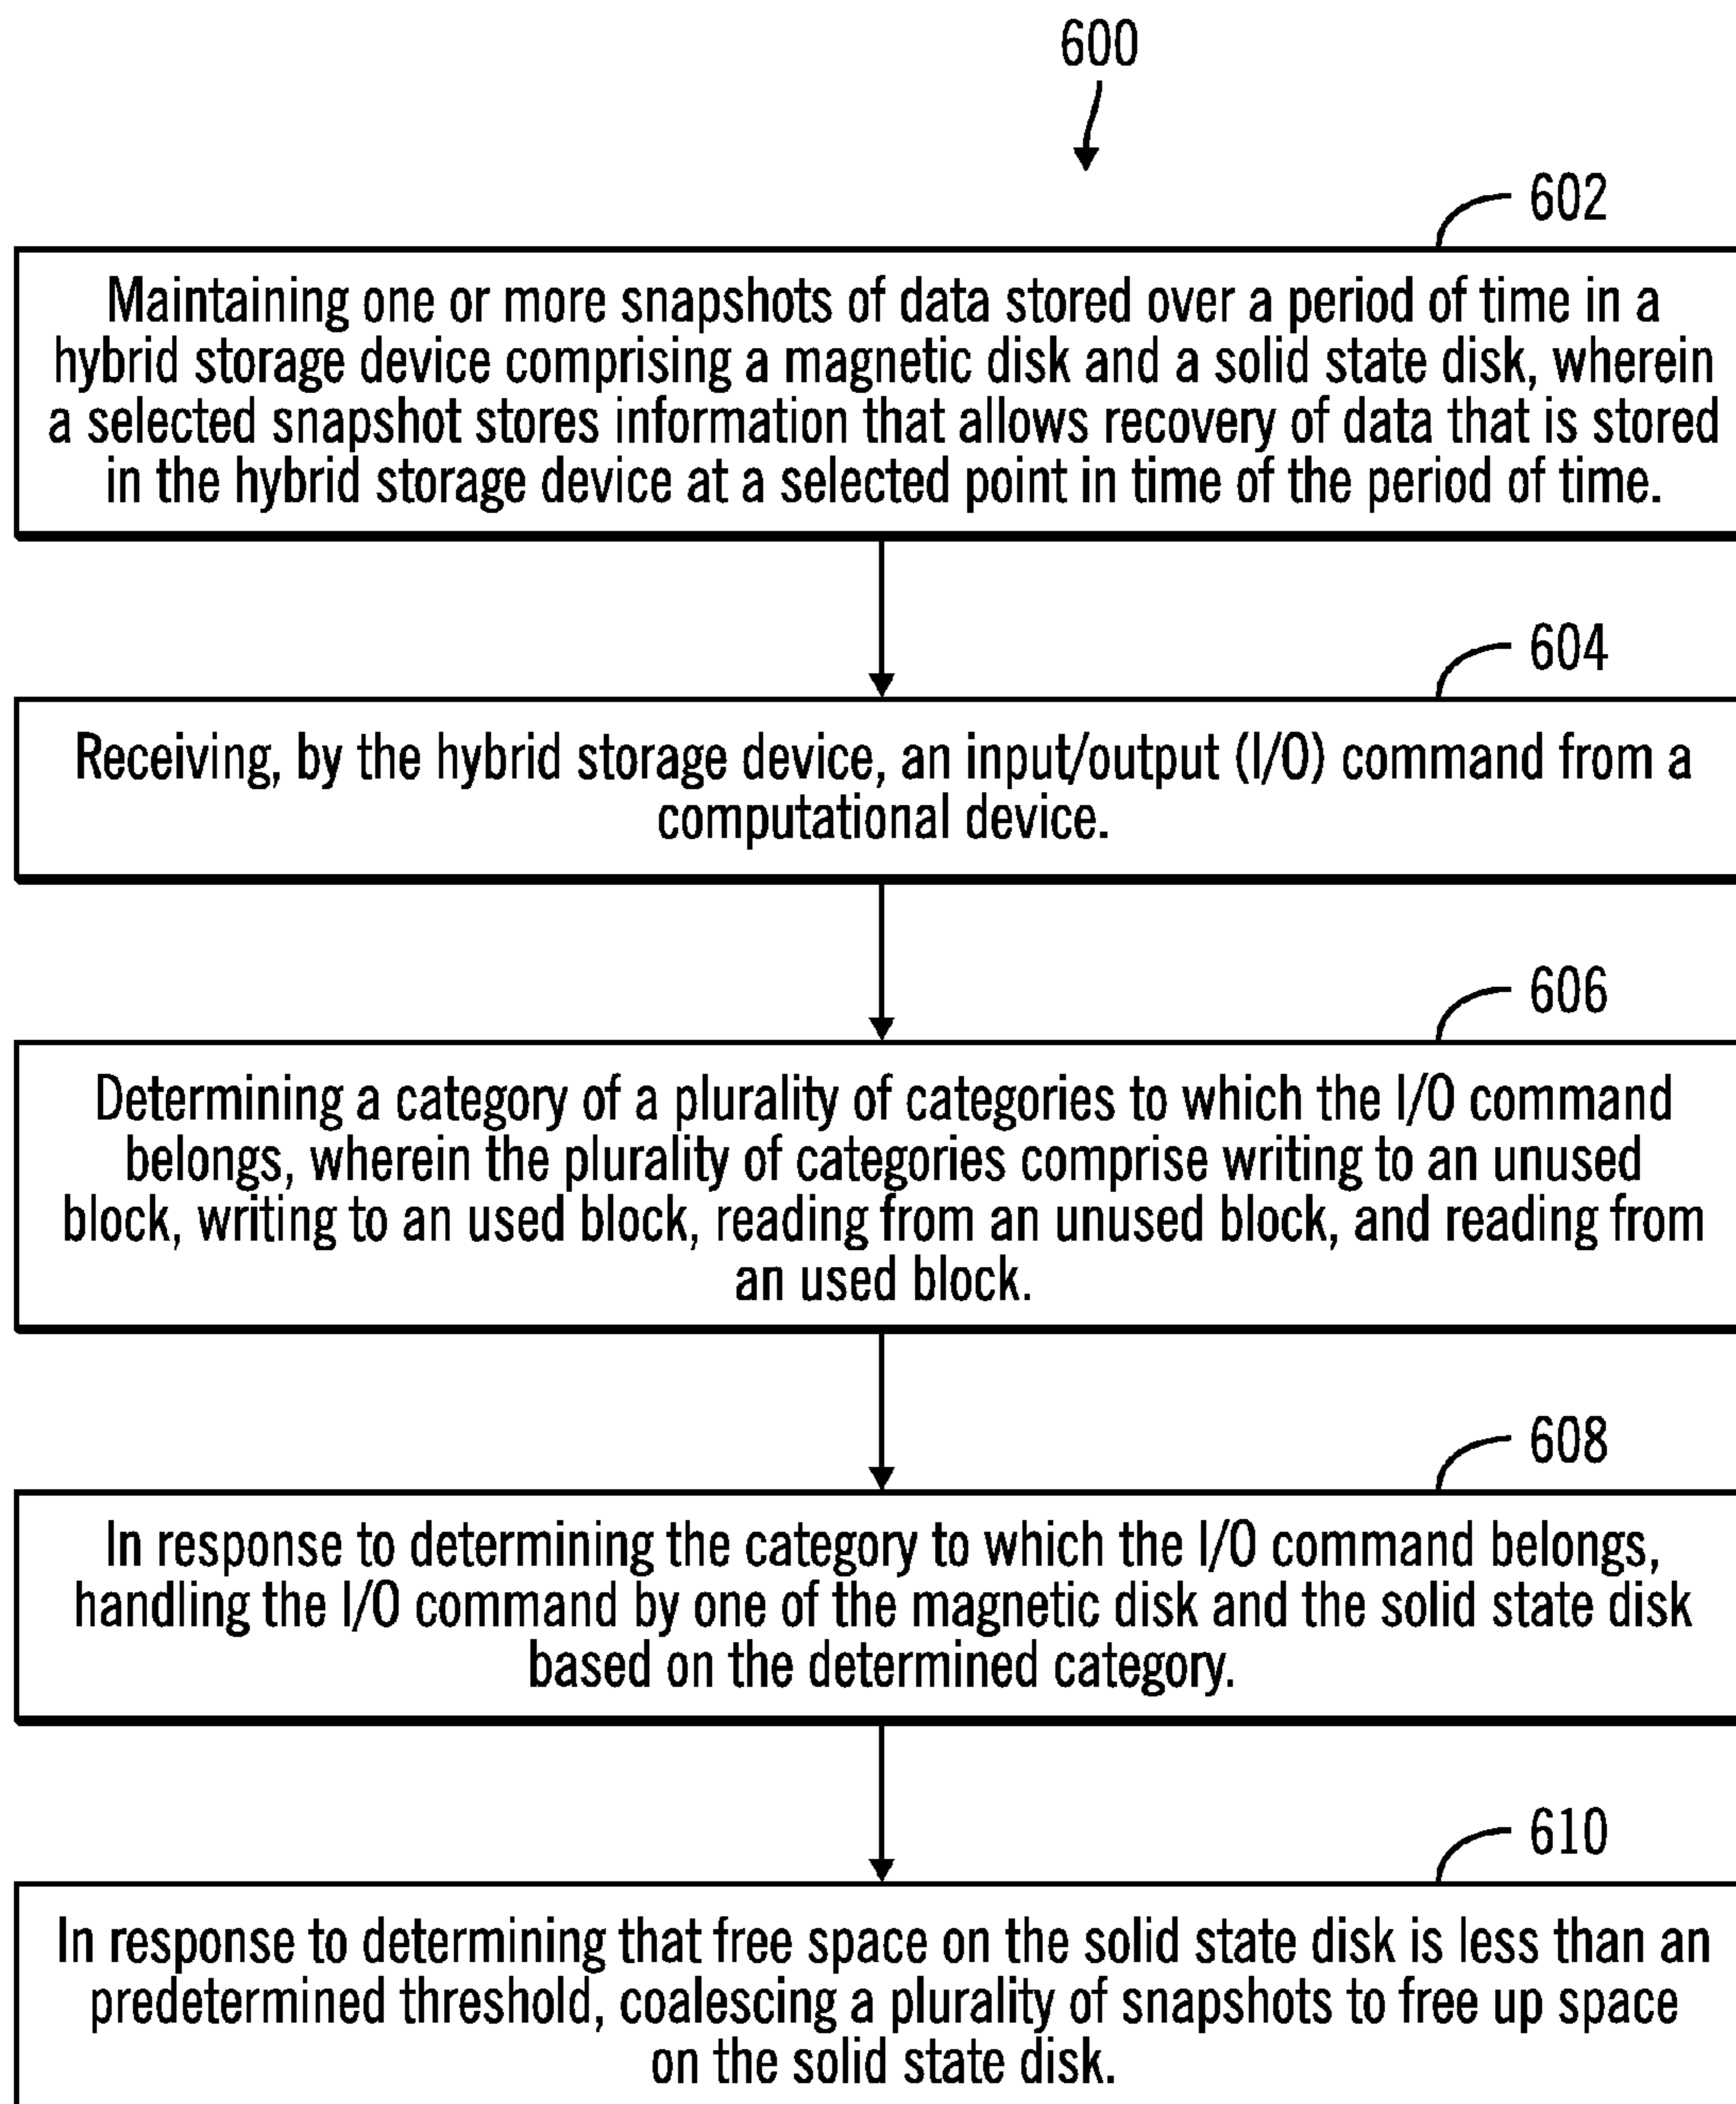 600
602
Maintaining one or more snapshots of data stored over a period of time in a
hybrid storage device comprising a magnetic disk and a solid state disk, wherein
a selected snapshot stores information that allows recovery of data that is stored
in the hybrid storage device at a selected point in time of the period of time.
604
Receiving, by the hybrid storage device, an input/output (I/O) command from a
computational device.
606
Determining a category of a plurality of categories to which the I/O command
belongs, wherein the plurality of categories comprise writing to an unused
block, writing to an used block, reading from an unused block, and reading from
an used block.
608
In response to determining the category to which the I/O command belongs,
handling the I/O command by one of the magnetic disk and the solid state disk
based on the determined category.
610
In response to determining that free space on the solid state disk is less than an
predetermined threshold, coalescing a plurality of snapshots to free up space
on the solid state disk.